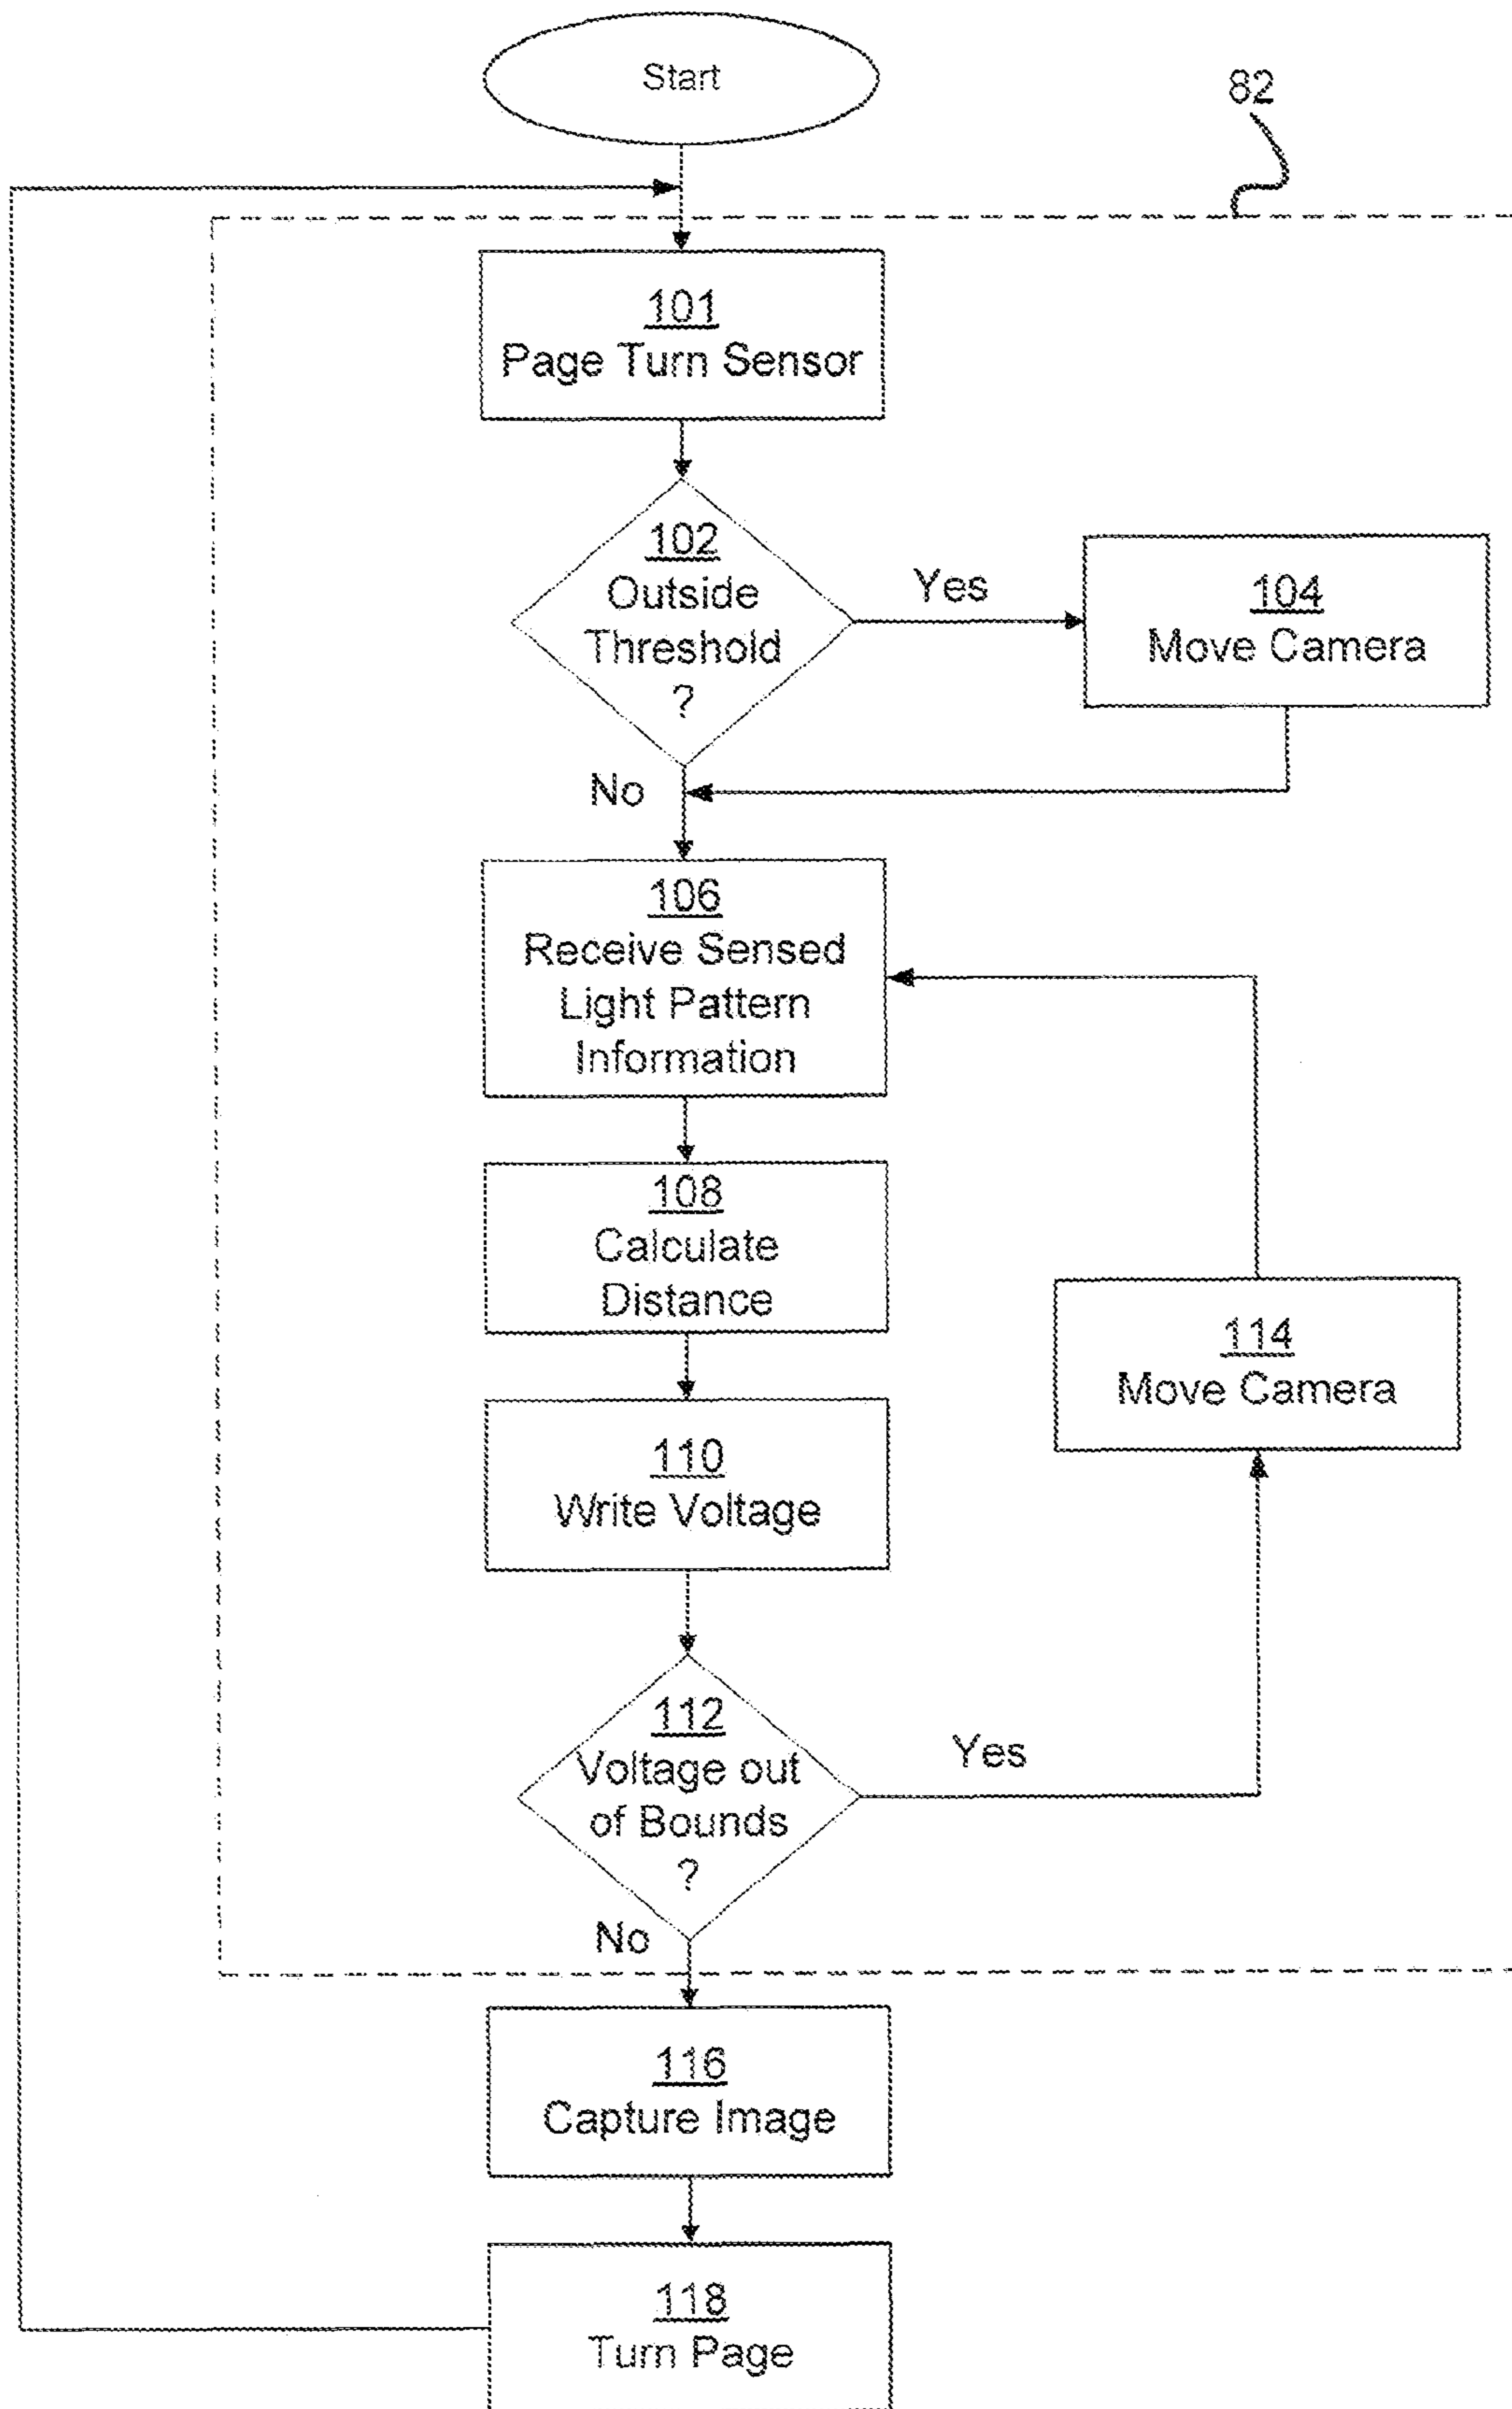 Start
82
101
Page Turn Sensor
102
Outside
Threshold
?
Yes
104
Move Camera
No
106
Receive Sensed
Light Pattern
Information
108
Calculate
Distance
110
Write Voltage
114
Move Camera
112
Voltage out
of Bounds
?
Yes
No
116
Capture Image
118
Turn Page